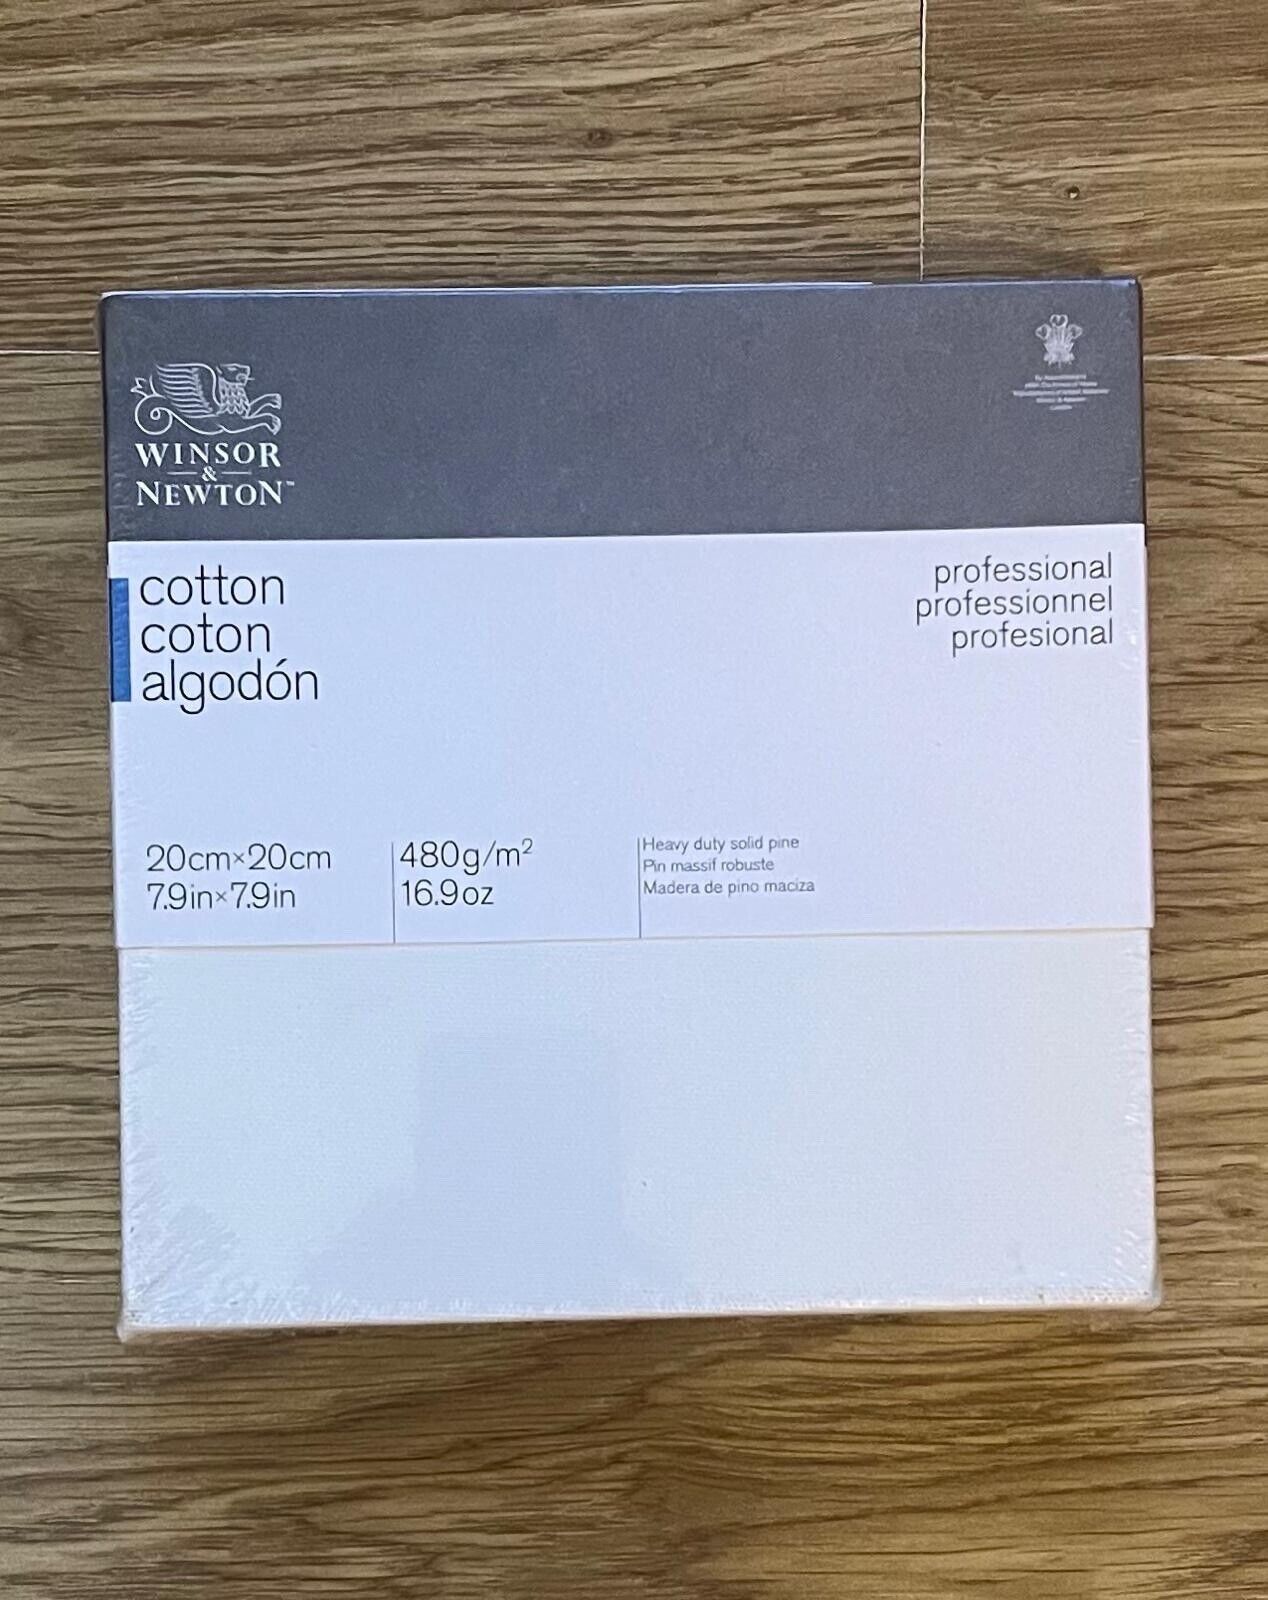 WINSOR
&
NEWTON™
cotton
coton
algodón
professional
professionnel
profesional
20cm×20cm
7.9in×7.9in
480g/m²
16.9oz
Heavy duty solid pine
Pin massif robuste
Madera de pino maciza